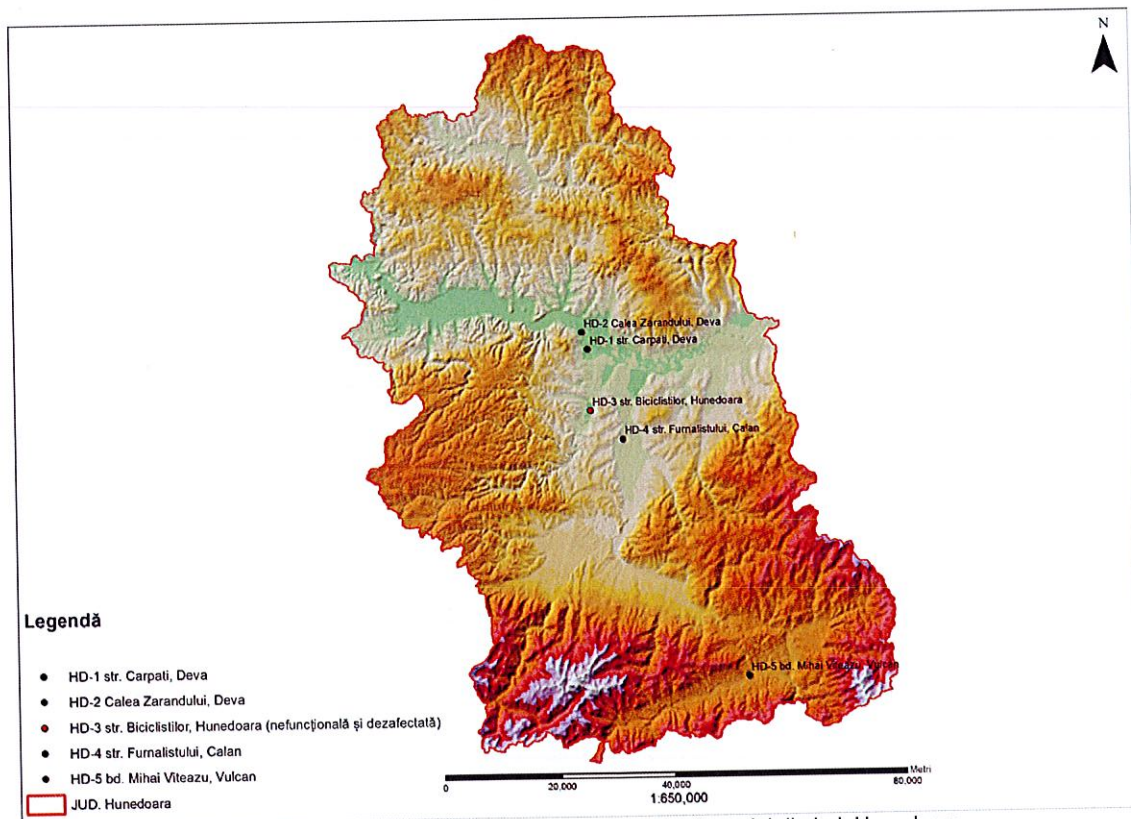 N
HD-2 Calea Zarandului, Deva
HD-1 str. Carpati, Deva
HD-3 str. Biciclistilor, Hunedoara
HD-4 str. Furnalistului, Calan
HD-5 bd. Mihai Viteazu, Vulcan
Legendă
HD-1 str. Carpati, Deva
HD-2 Calea Zarandului, Deva
HD-3 str. Biciclistilor, Hunedoara (nefuncțională și dezafectată)
HD-4 str. Furnalistului, Calan
HD-5 bd. Mihai Viteazu, Vulcan
JUD. Hunedoara
Metri
0 20,000 40,000 80,000
1:650,000